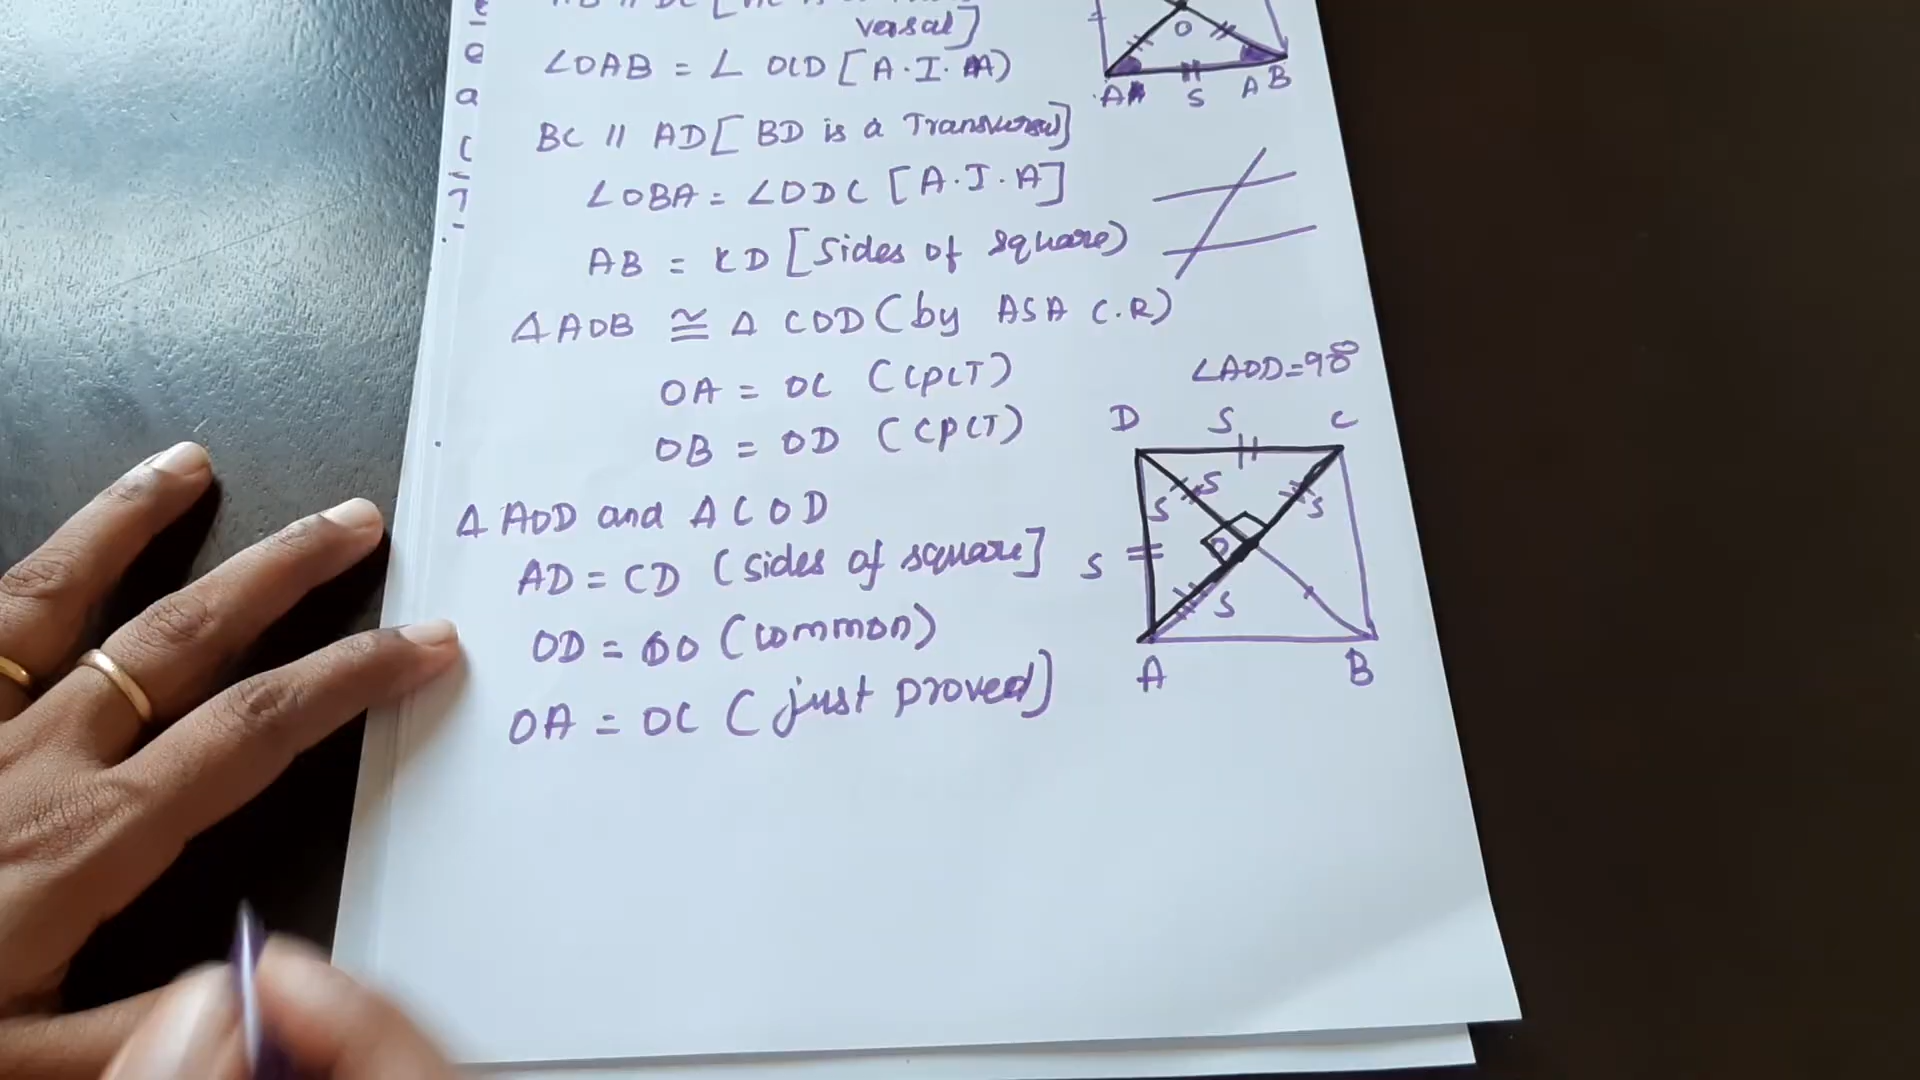 versal]
∠OAB = ∠ OCD [A.I.A)
BC || AD [BD is a Transversal]
∠OBA = ∠ODC [A.I.A]
AB = CD [Sides of square)
Δ AOB ≅ Δ COD (by ASA C.R)
OA = OC (CPCT)
OB = OD (CPCT)
Δ AOD and Δ COD
AD = CD (sides of square]
OD = OO (common)
OA = OC (just proved]
O
A S A B
∠AOD=90°
D S C
S S S
S O
S
A B